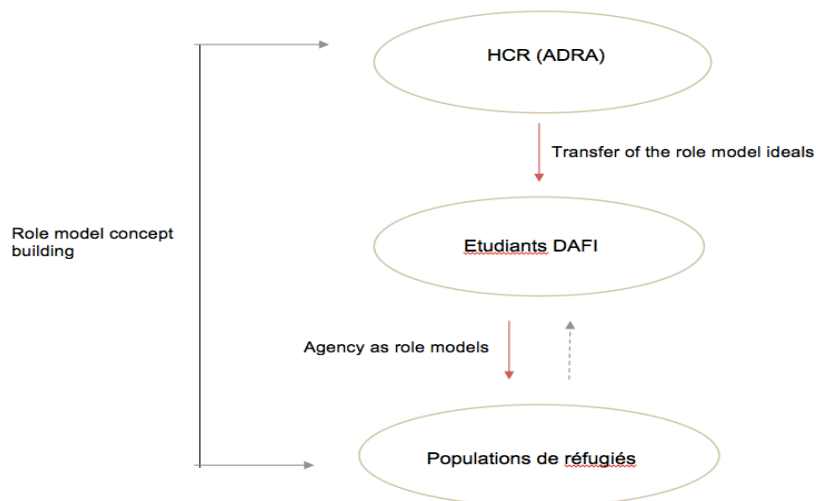 HCR (ADRA)
Transfer of the role model ideals
Role model concept
building
Etudiants DAFI
Agency as role models
Populations de réfugiés